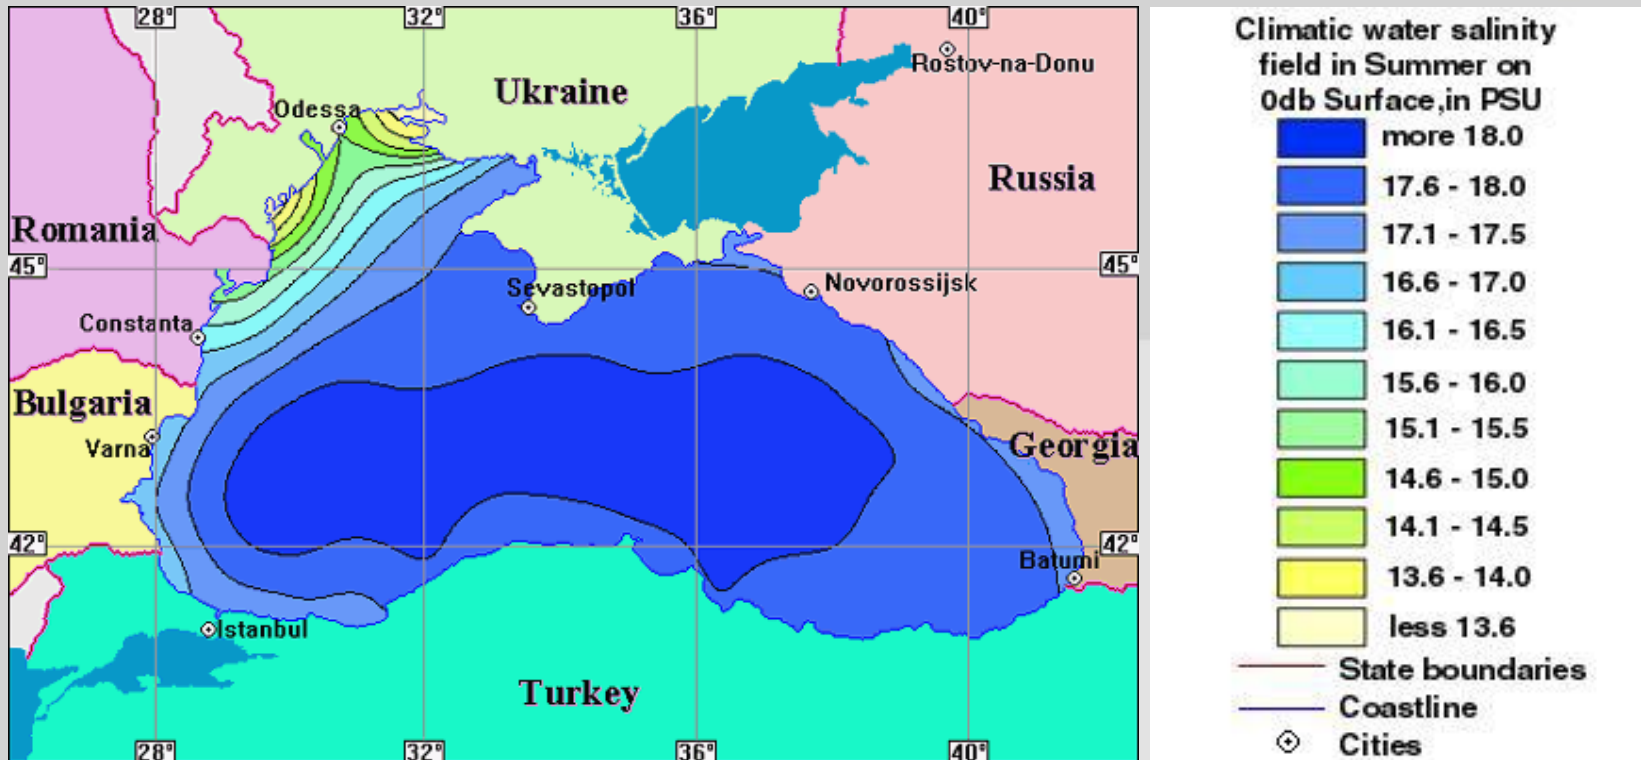 28°
32°
36°
40°
Rostov-na-Donu
Ukraine
Odessa
Russia
Romania
45°
45°
Sevastopol
Novorossijsk
Constanta
Bulgaria
Varna
Georgia
42°
42°
Batumi
Istanbul
Turkey
28°
32°
36°
40°
Climatic water salinity
field in Summer on
0db Surface,in PSU
more 18.0
17.6 - 18.0
17.1 - 17.5
16.6 - 17.0
16.1 - 16.5
15.6 - 16.0
15.1 - 15.5
14.6 - 15.0
14.1 - 14.5
13.6 - 14.0
less 13.6
State boundaries
Coastline
Cities